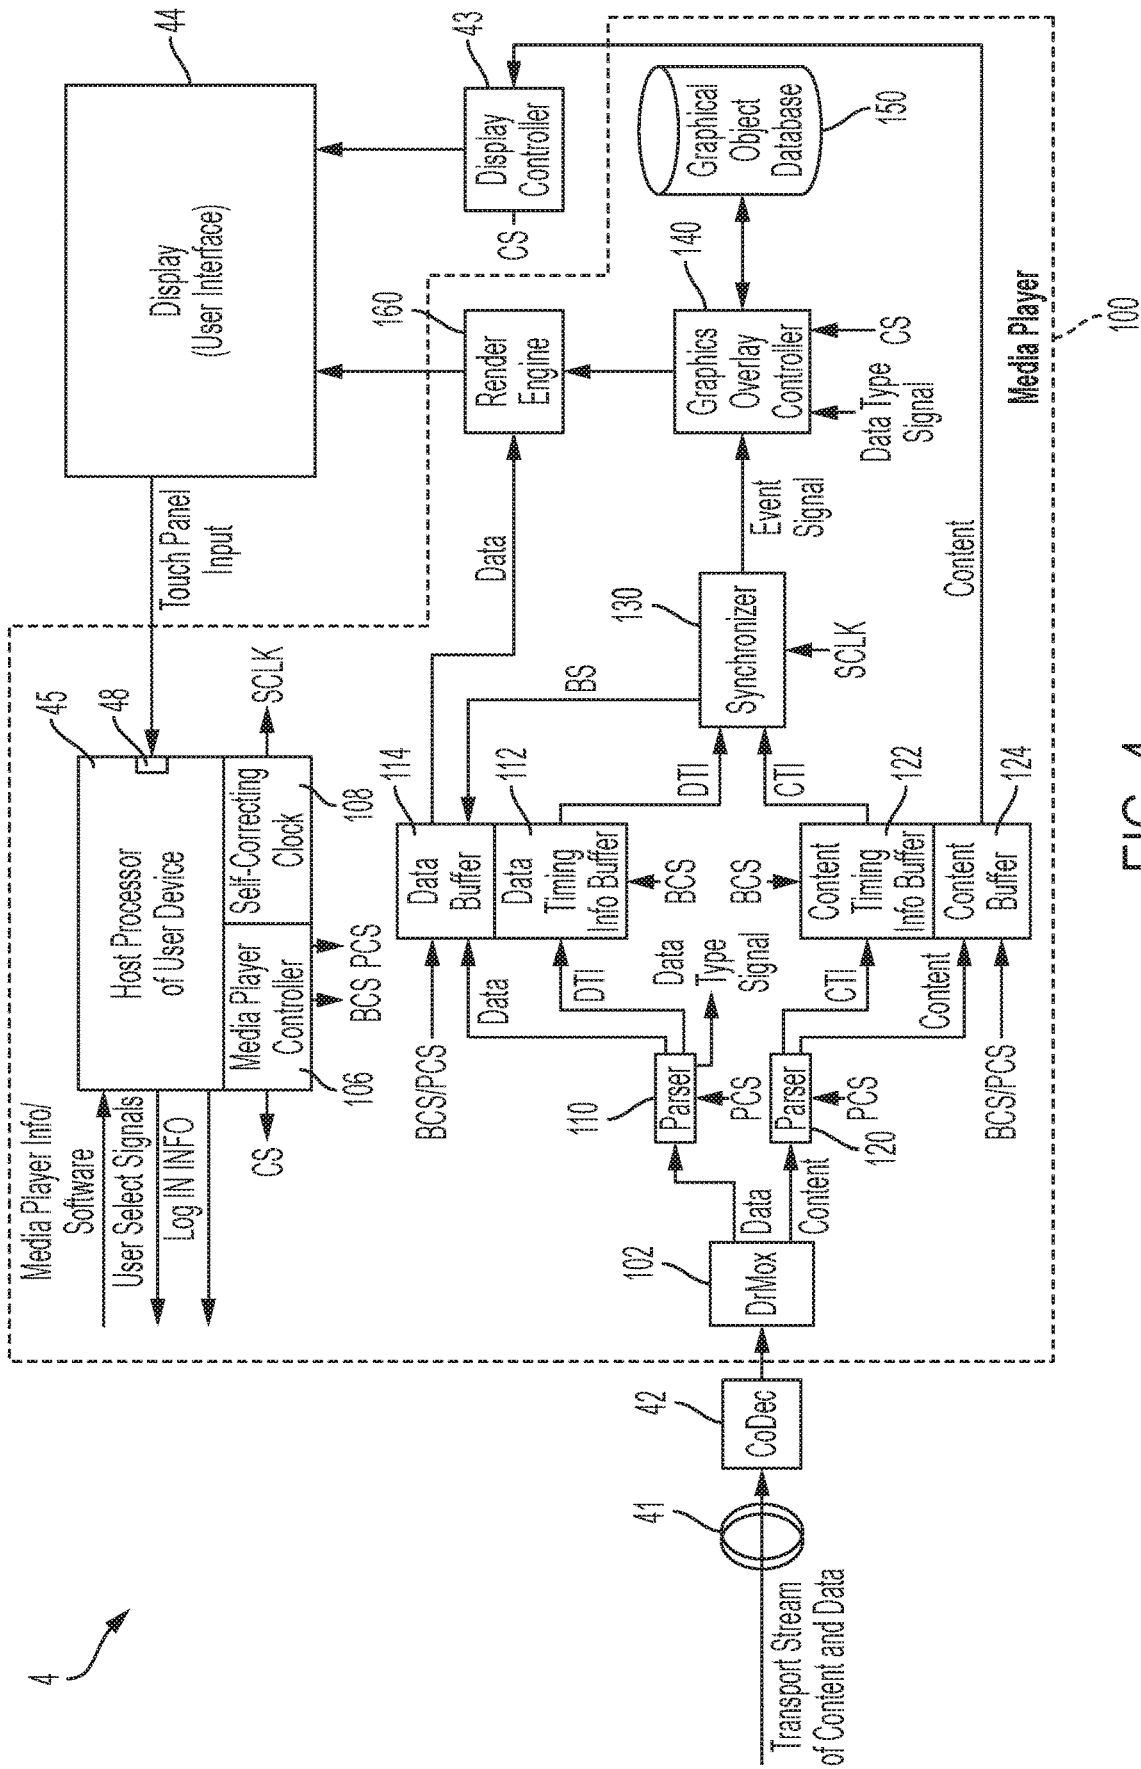 4
Transport Stream
of Content and Data
41
42
CoDec
102
DrMox
Data
Content
Media Player Info/
Software
User Select Signals
Log IN INFO
CS
Host Processor
of User Device
45
48
Media Player
Controller
106
Self-Correcting
Clock
108
SCLK
BCS
PCS
Touch Panel
Input
Display
(User Interface)
44
Display
Controller
43
CS
110
Parser
PCS
Data
Type
Signal
120
Parser
PCS
Data
DTI
CTI
Content
BCS/PCS
BCS/PCS
Data
Buffer
114
Data
Timing
Info Buffer
112
BCS
BCS
Content
Timing
Info Buffer
122
Content
Buffer
124
DTI
CTI
BS
Synchronizer
130
SCLK
Event
Signal
Data
Render
Engine
160
Graphics
Overlay
Controller
140
Data Type
Signal
CS
Graphical
Object
Database
150
Content
Media Player
100